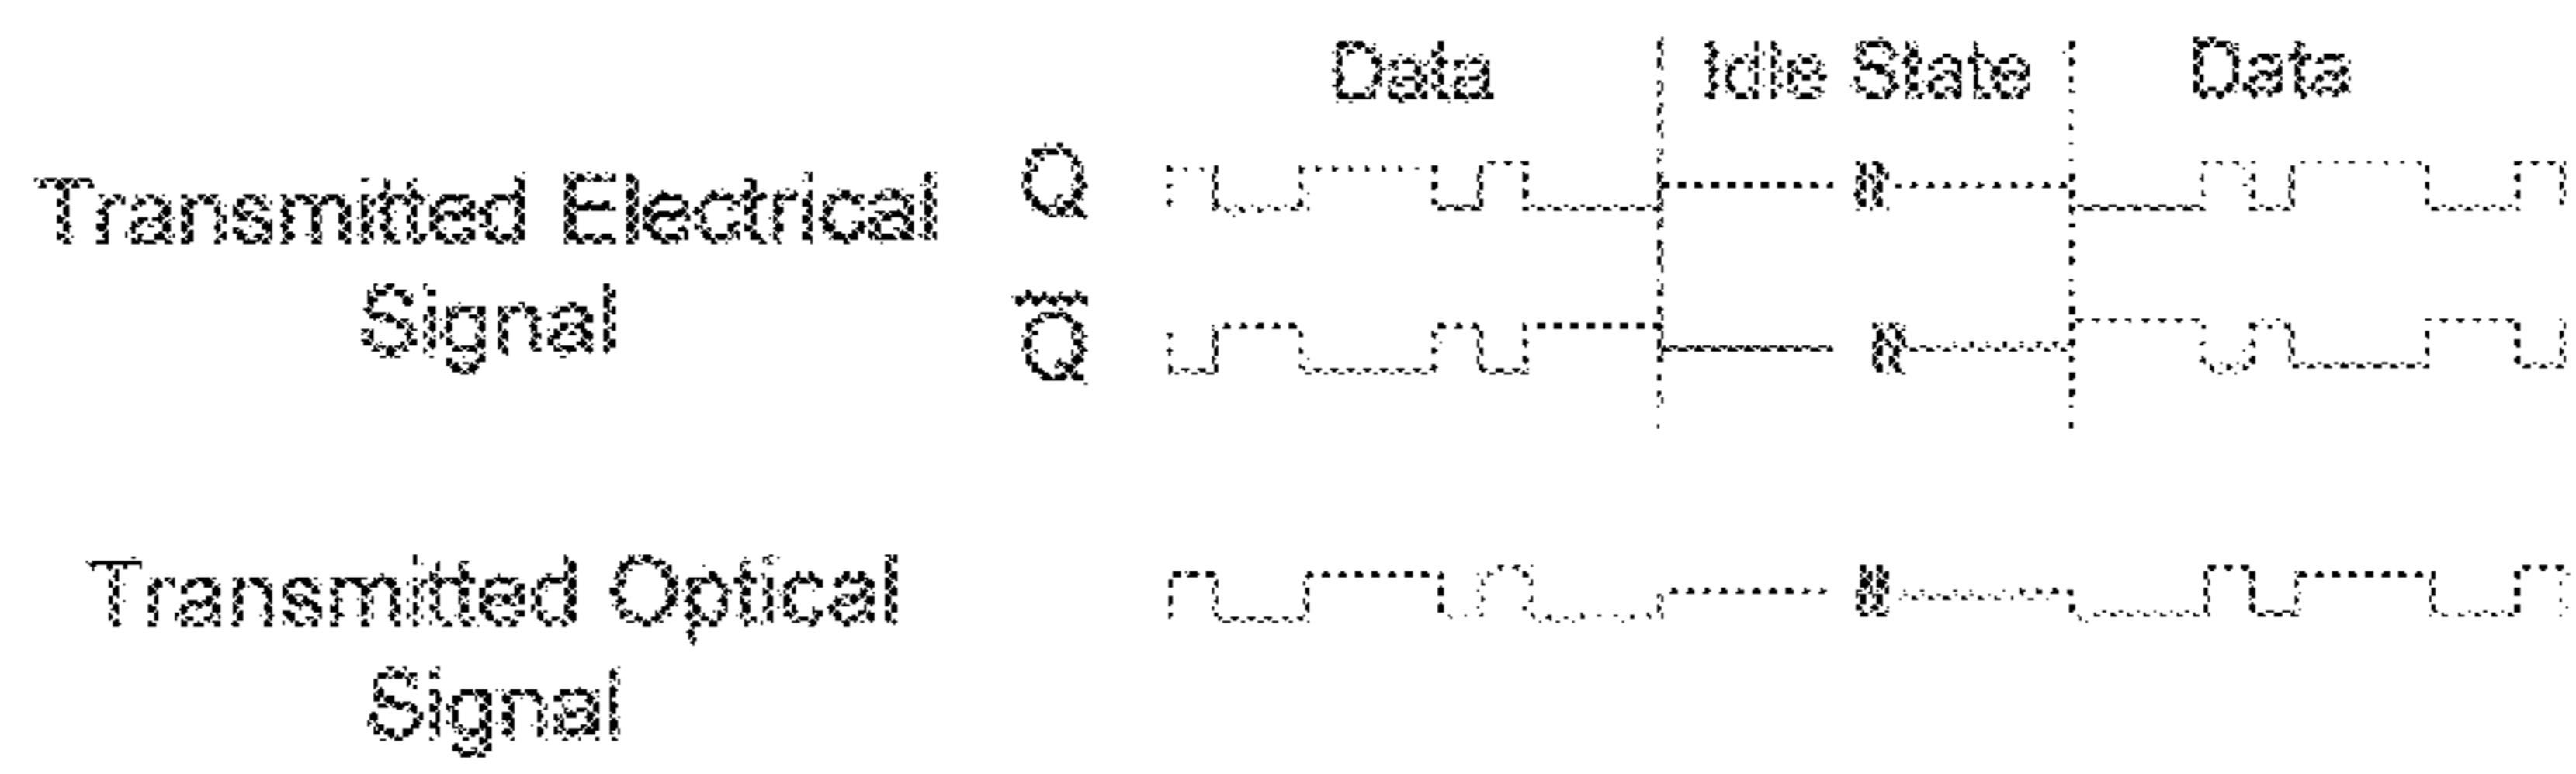 Data Idle State Data
Transmitted Electrical Q
Signal Q̅
Transmitted Optical
Signal